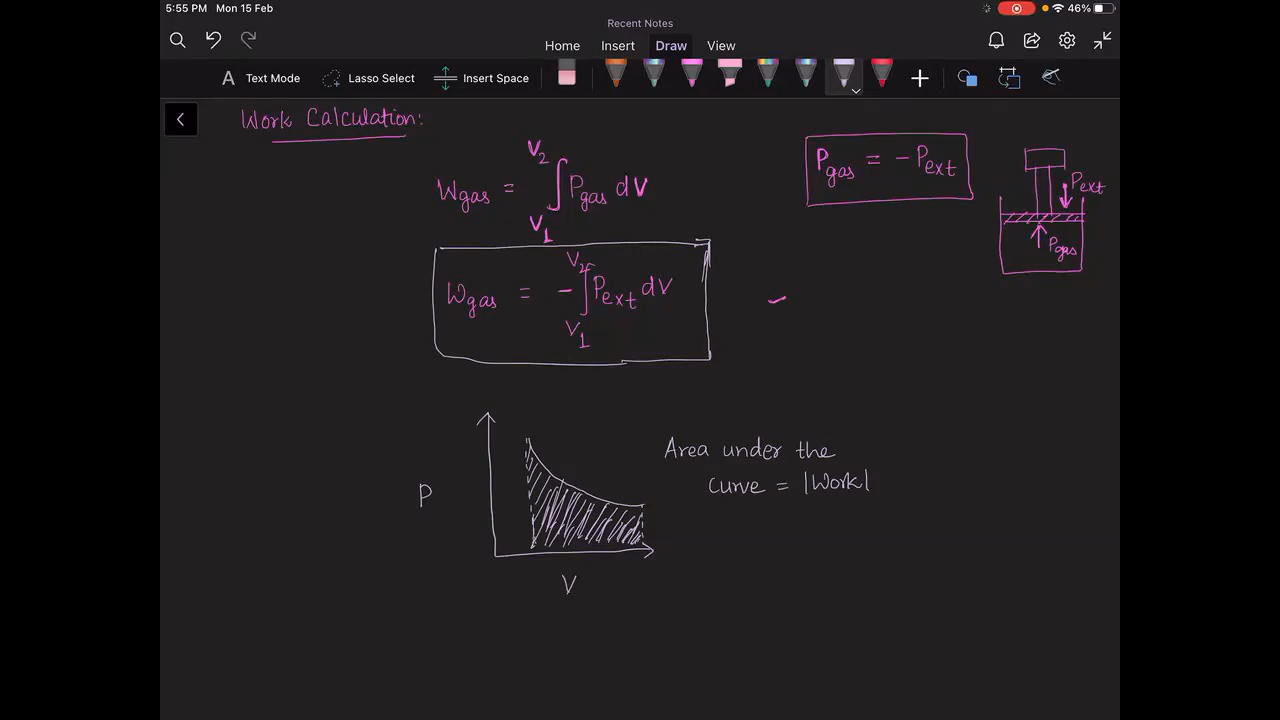 5:55 PM Mon 15 Feb
46%
Recent Notes
Home Insert Draw View
A Text Mode Lasso Select Insert Space
Work Calculation:
V2
Wgas = ∫ Pgas dV
V1
Pgas = - Pext
Pext
Pgas
V2
Wgas = - ∫ Pext dV
V1
P
V
Area under the
curve = |Work|